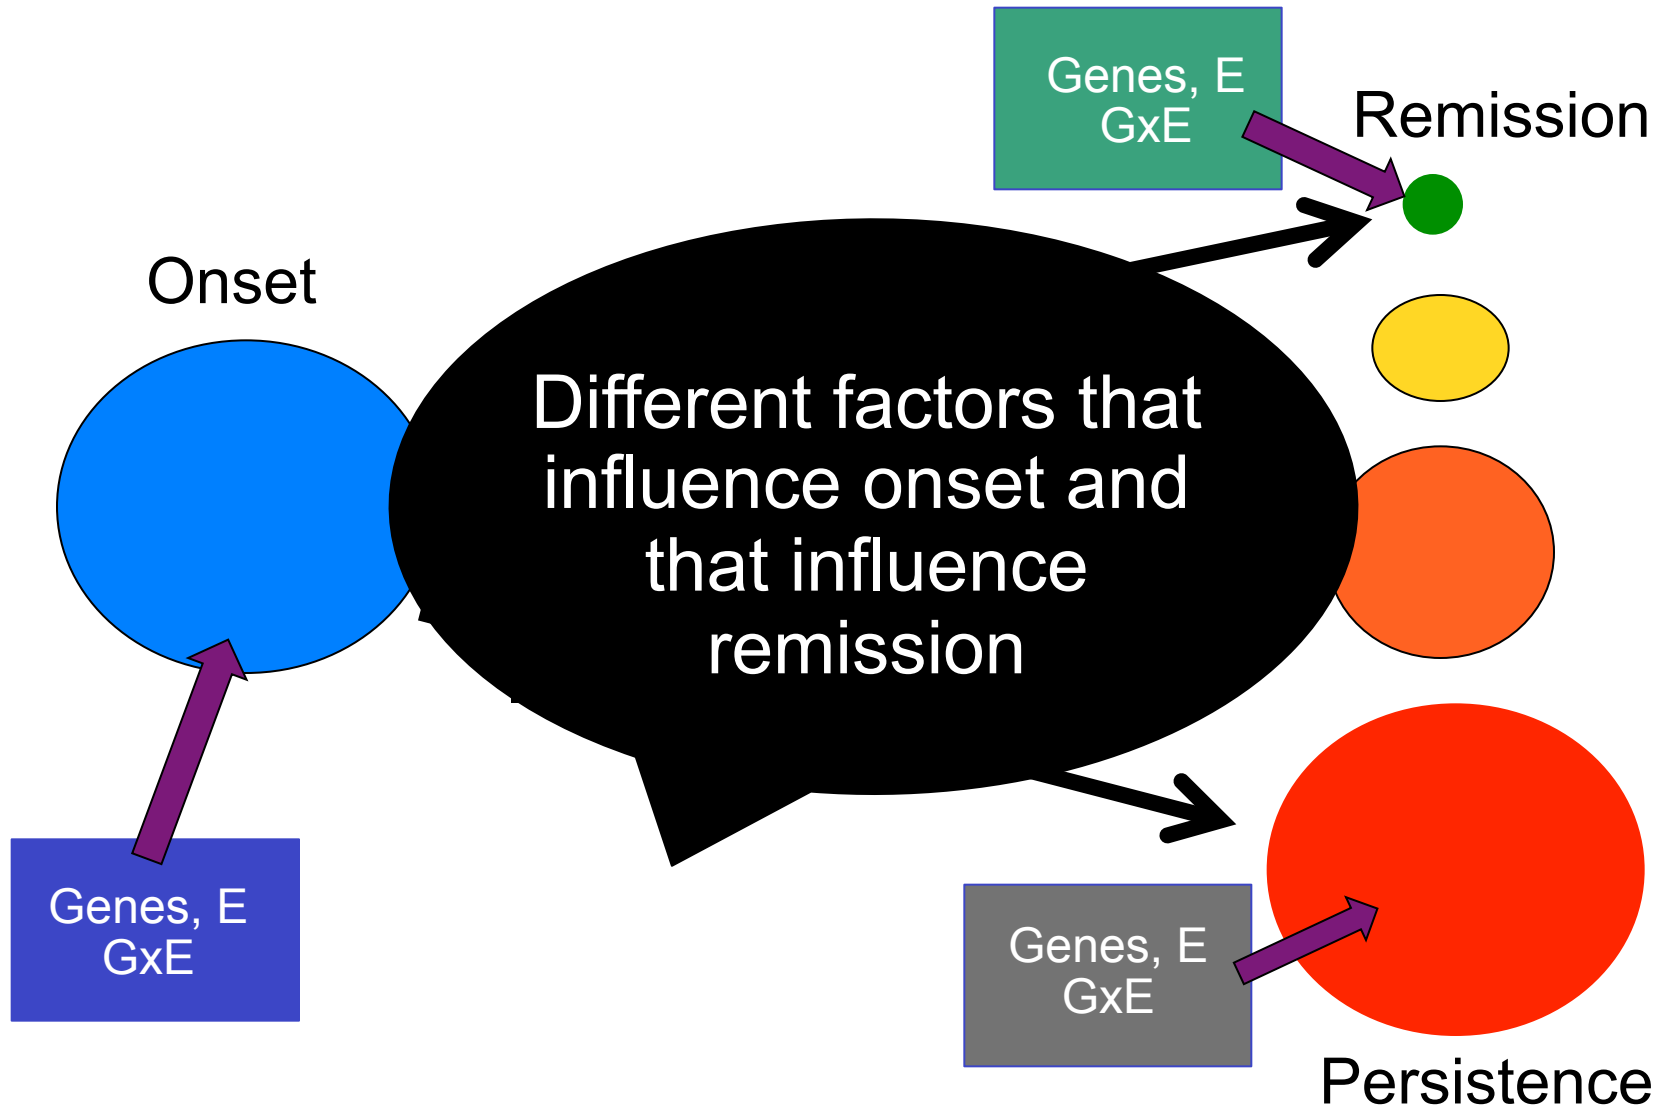 Genes, E
GxE
Remission
Onset
Different factors that
influence onset and
that influence
remission
Genes, E
GxE
Genes, E
GxE
Persistence